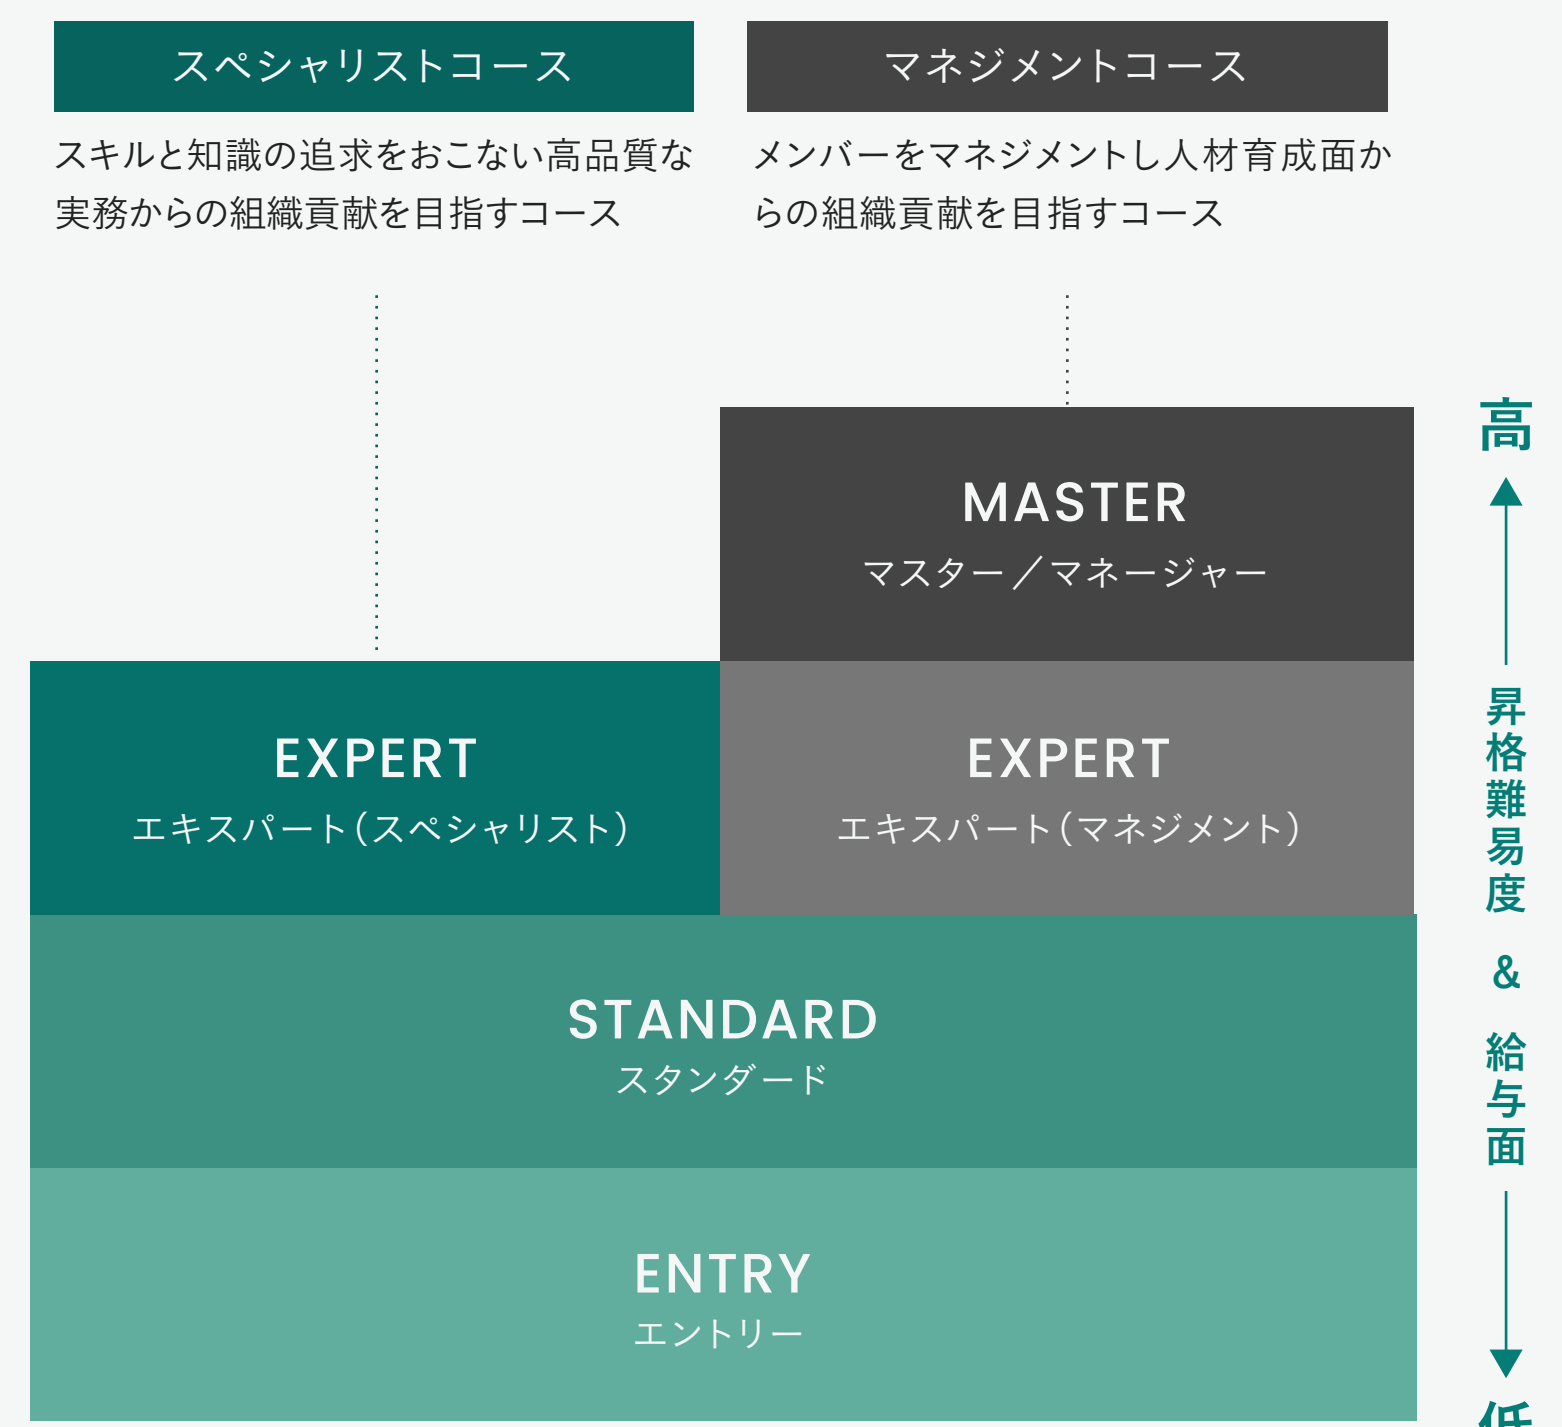 スペシャリストコース
スキルと知識の追求をおこない高品質な
実務からの組織貢献を目指すコース
マネジメントコース
メンバーをマネジメントし人材育成面か
らの組織貢献を目指すコース
MASTER
マスター／マネージャー
EXPERT
エキスパート（スペシャリスト）
EXPERT
エキスパート（マネジメント）
STANDARD
スタンダード
ENTRY
エントリー
高
昇格難易度 & 給与面
低